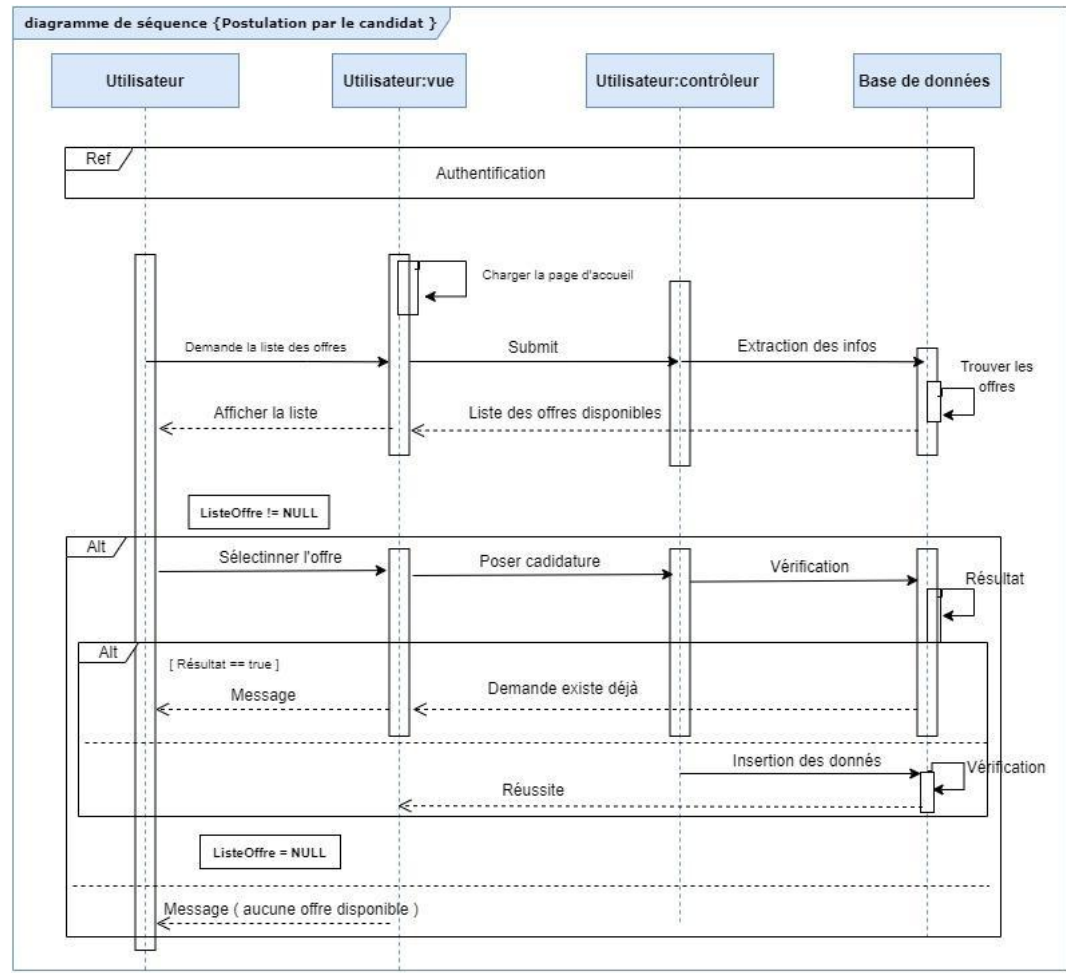 diagramme de séquence {Postulation par le candidat }
Utilisateur
Utilisateur:vue
Utilisateur:contrôleur
Base de données
Ref
Authentification
Charger la page d'accueil
Demande la liste des offres
Submit
Extraction des infos
Trouver les
offres
Afficher la liste
Liste des offres disponibles
ListeOffre != NULL
Alt
Sélectinner l'offre
Poser cadidature
Vérification
Résultat
Alt
[ Résultat == true ]
Message
Demande existe déjà
Insertion des donnés
Vérification
Réussite
ListeOffre = NULL
Message ( aucune offre disponible )